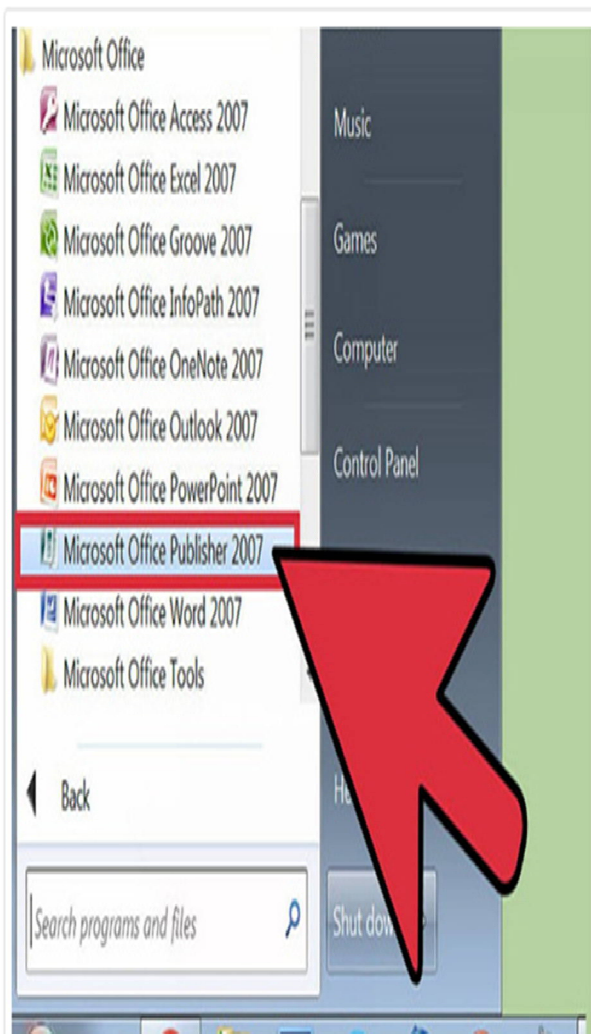 Microsoft Office
Microsoft Office Access 2007
Microsoft Office Excel 2007
Microsoft Office Groove 2007
Microsoft Office InfoPath 2007
Microsoft Office OneNote 2007
Microsoft Office Outlook 2007
Microsoft Office PowerPoint 2007
Microsoft Office Publisher 2007
Microsoft Office Word 2007
Microsoft Office Tools
Back
Search programs and files
Music
Games
Computer
Control Panel
Shut dow